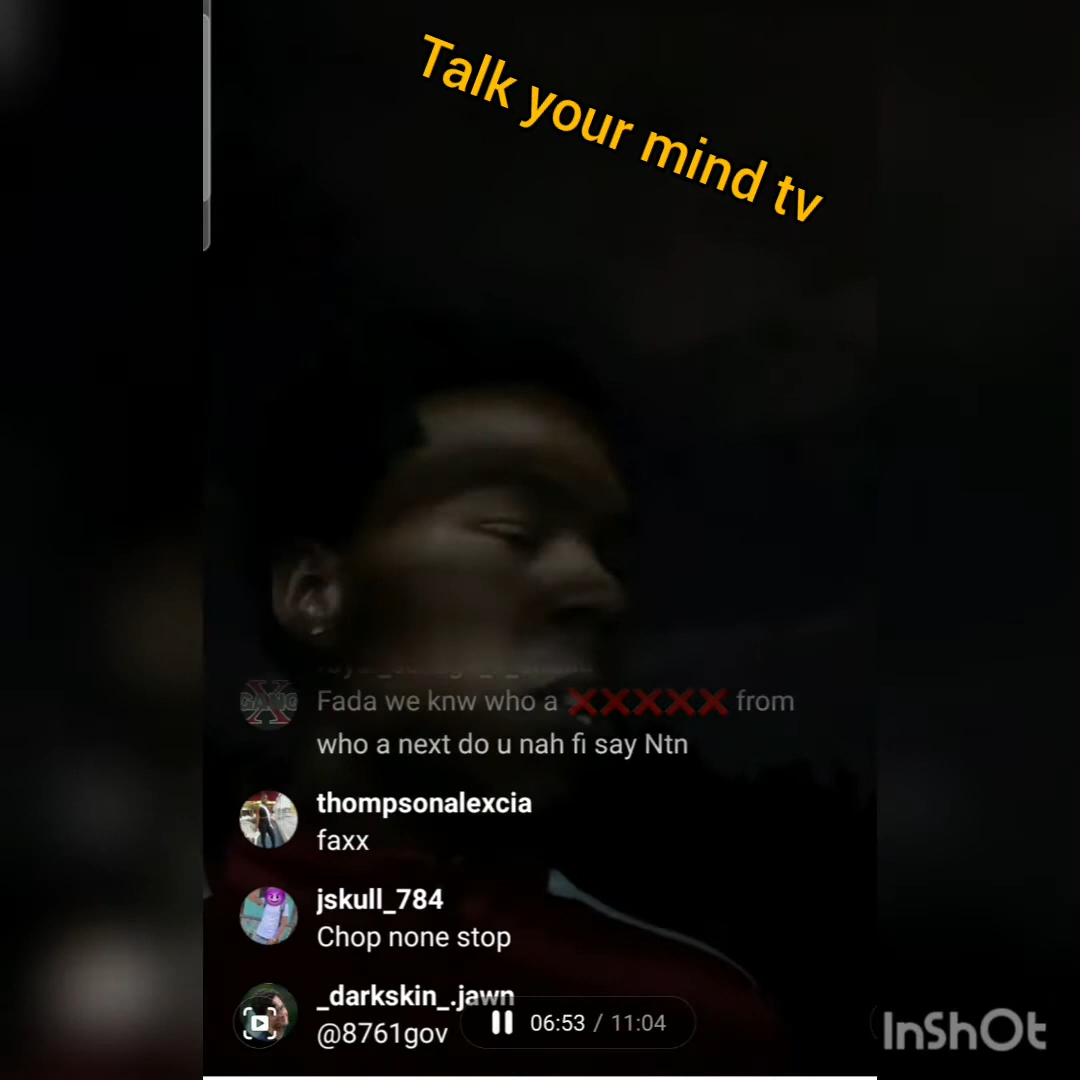 Talk your mind tv
GANG
X
Fada we knw who a ❌❌❌❌❌ from
who a next do u nah fi say Ntn
thompsonalexcia
faxx
jskull_784
Chop none stop
_darkskin_.jawn
@8761gov
06:53 / 11:04
InShOt